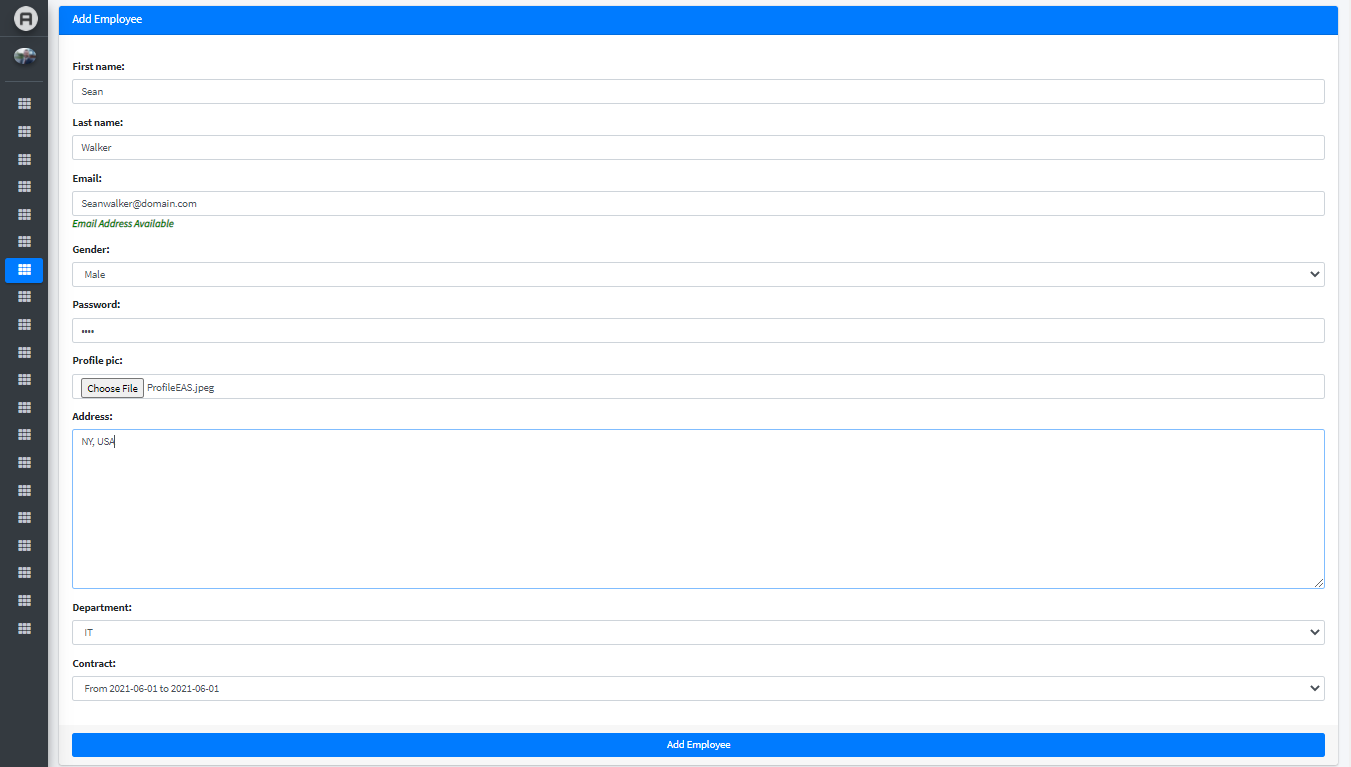 A
Add Employee
First name:
Sean
Last name:
Walker
Email:
Seanwalker@domain.com
Email Address Available
Gender:
Male
Password:
••••
Profile pic:
Choose File ProfileEAS.jpeg
Address:
NY, USA
Department:
IT
Contract:
From 2021-06-01 to 2021-06-01
Add Employee